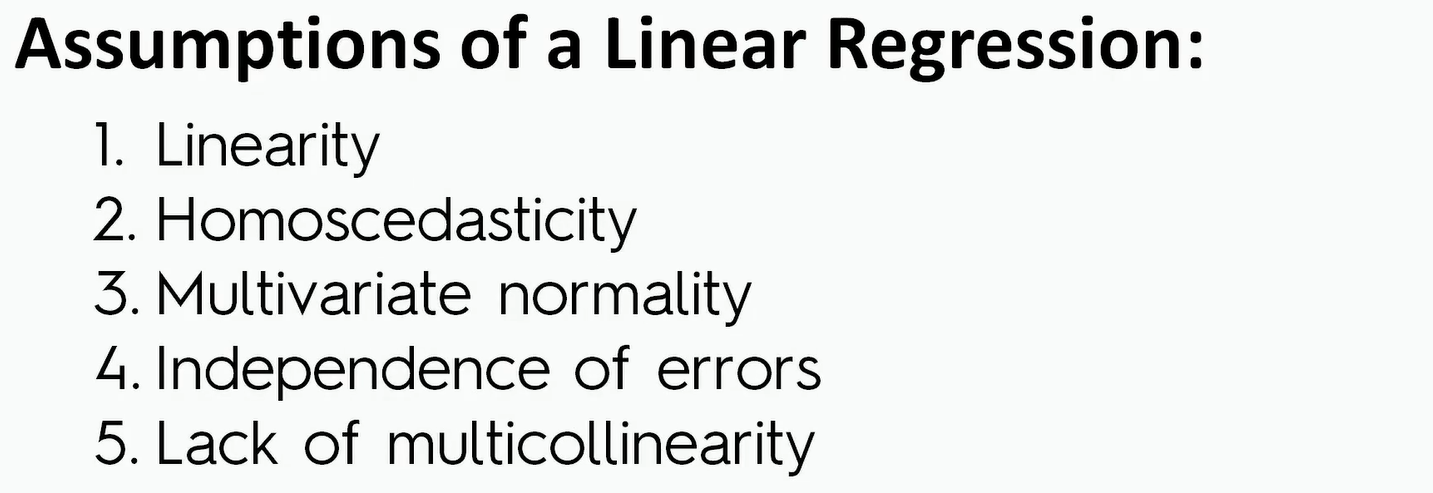 Assumptions of a Linear Regression:
1. Linearity
2. Homoscedasticity
3. Multivariate normality
4. Independence of errors
5. Lack of multicollinearity